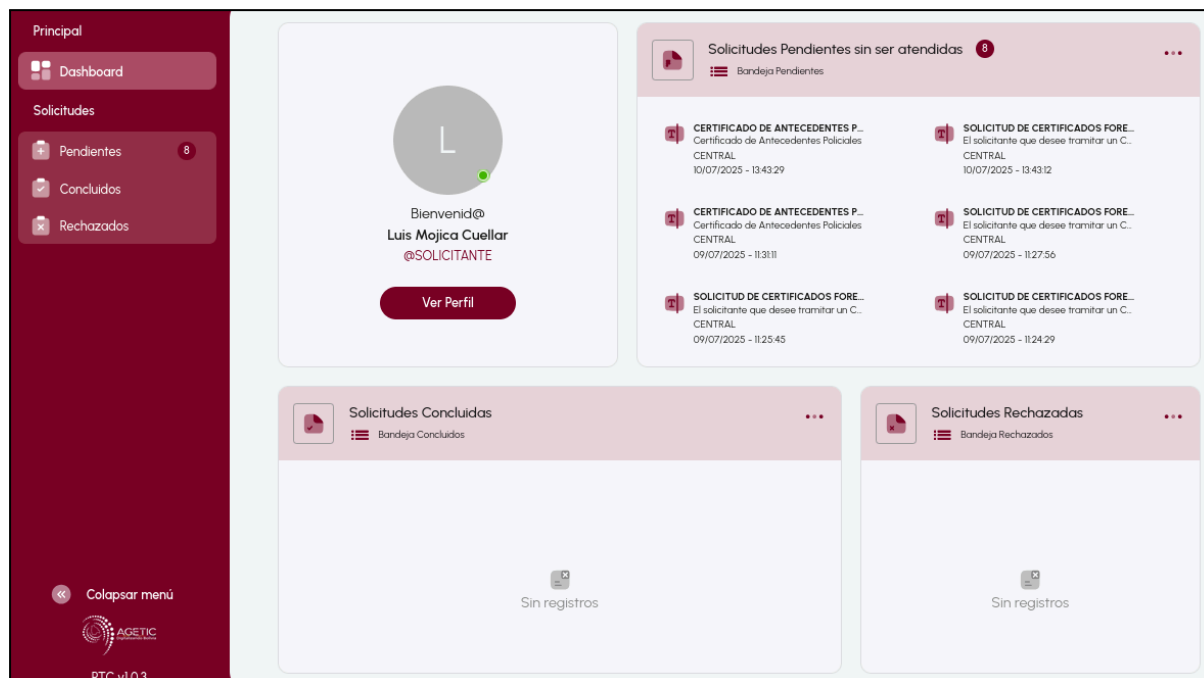 Principal
Dashboard
Solicitudes
Pendientes 8
Concluidos
Rechazados
Colapsar menú
AGETIC
L
Bienvenid@
Luis Mojica Cuellar
@SOLICITANTE
Ver Perfil
Solicitudes Pendientes sin ser atendidas 8
Bandeja Pendientes
CERTIFICADO DE ANTECEDENTES P...
Certificado de Antecedentes Policiales
CENTRAL
10/07/2025 - 13:43:29
SOLICITUD DE CERTIFICADOS FORE...
El solicitante que desee tramitar un C...
CENTRAL
10/07/2025 - 13:43:12
CERTIFICADO DE ANTECEDENTES P...
Certificado de Antecedentes Policiales
CENTRAL
09/07/2025 - 11:31:11
SOLICITUD DE CERTIFICADOS FORE...
El solicitante que desee tramitar un C...
CENTRAL
09/07/2025 - 11:27:56
SOLICITUD DE CERTIFICADOS FORE...
El solicitante que desee tramitar un C...
CENTRAL
09/07/2025 - 11:25:45
SOLICITUD DE CERTIFICADOS FORE...
El solicitante que desee tramitar un C...
CENTRAL
09/07/2025 - 11:24:29
Solicitudes Concluidas
Bandeja Concluidos
Sin registros
Solicitudes Rechazadas
Bandeja Rechazados
Sin registros